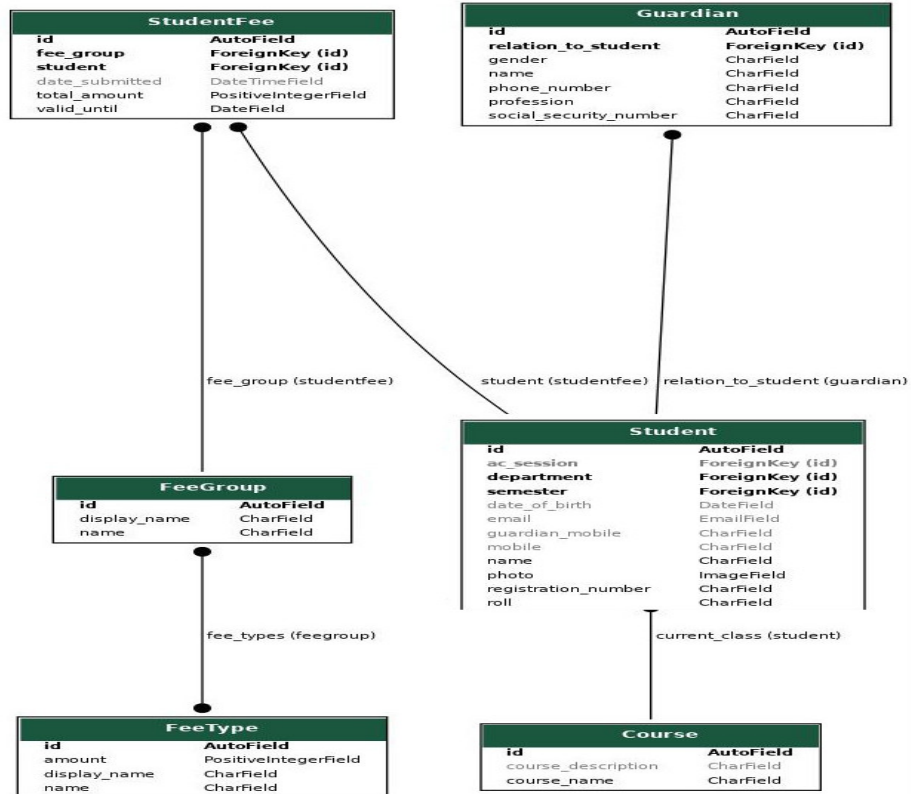 StudentFee
id AutoField
fee_group ForeignKey (id)
student ForeignKey (id)
date_submitted DateTimeField
total_amount PositiveIntegerField
valid_until DateField
Guardian
id AutoField
relation_to_student ForeignKey (id)
gender CharField
name CharField
phone_number CharField
profession CharField
social_security_number CharField
fee_group (studentfee)
student (studentfee)
relation_to_student (guardian)
Student
id AutoField
ac_session ForeignKey (id)
department ForeignKey (id)
semester ForeignKey (id)
date_of_birth DateField
email EmailField
guardian_mobile CharField
mobile CharField
name CharField
photo ImageField
registration_number CharField
roll CharField
FeeGroup
id AutoField
display_name CharField
name CharField
fee_types (feegroup)
current_class (student)
FeeType
id AutoField
amount PositiveIntegerField
display_name CharField
name CharField
Course
id AutoField
course_description CharField
course_name CharField